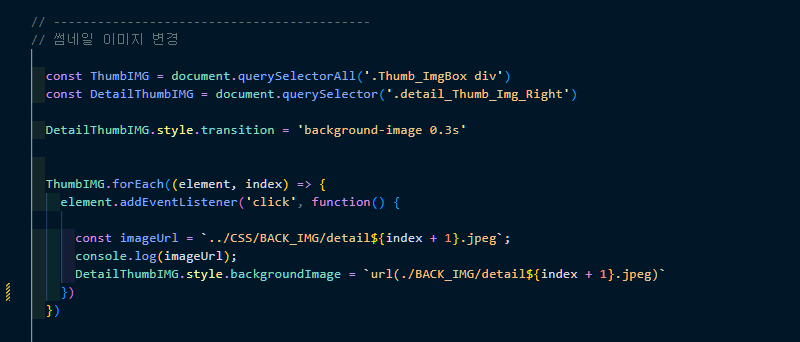 // ------------------------------------------
// 썸네일 이미지 변경
const ThumbIMG = document.querySelectorAll('.Thumb_ImgBox div')
const DetailThumbIMG = document.querySelector('.detail_Thumb_Img_Right')
DetailThumbIMG.style.transition = 'background-image 0.3s'
ThumbIMG.forEach((element, index) => {
element.addEventListener('click', function() {
const imageUrl = `../CSS/BACK_IMG/detail${index + 1}.jpeg`;
console.log(imageUrl);
DetailThumbIMG.style.backgroundImage = `url(./BACK_IMG/detail${index + 1}.jpeg)`
})
})